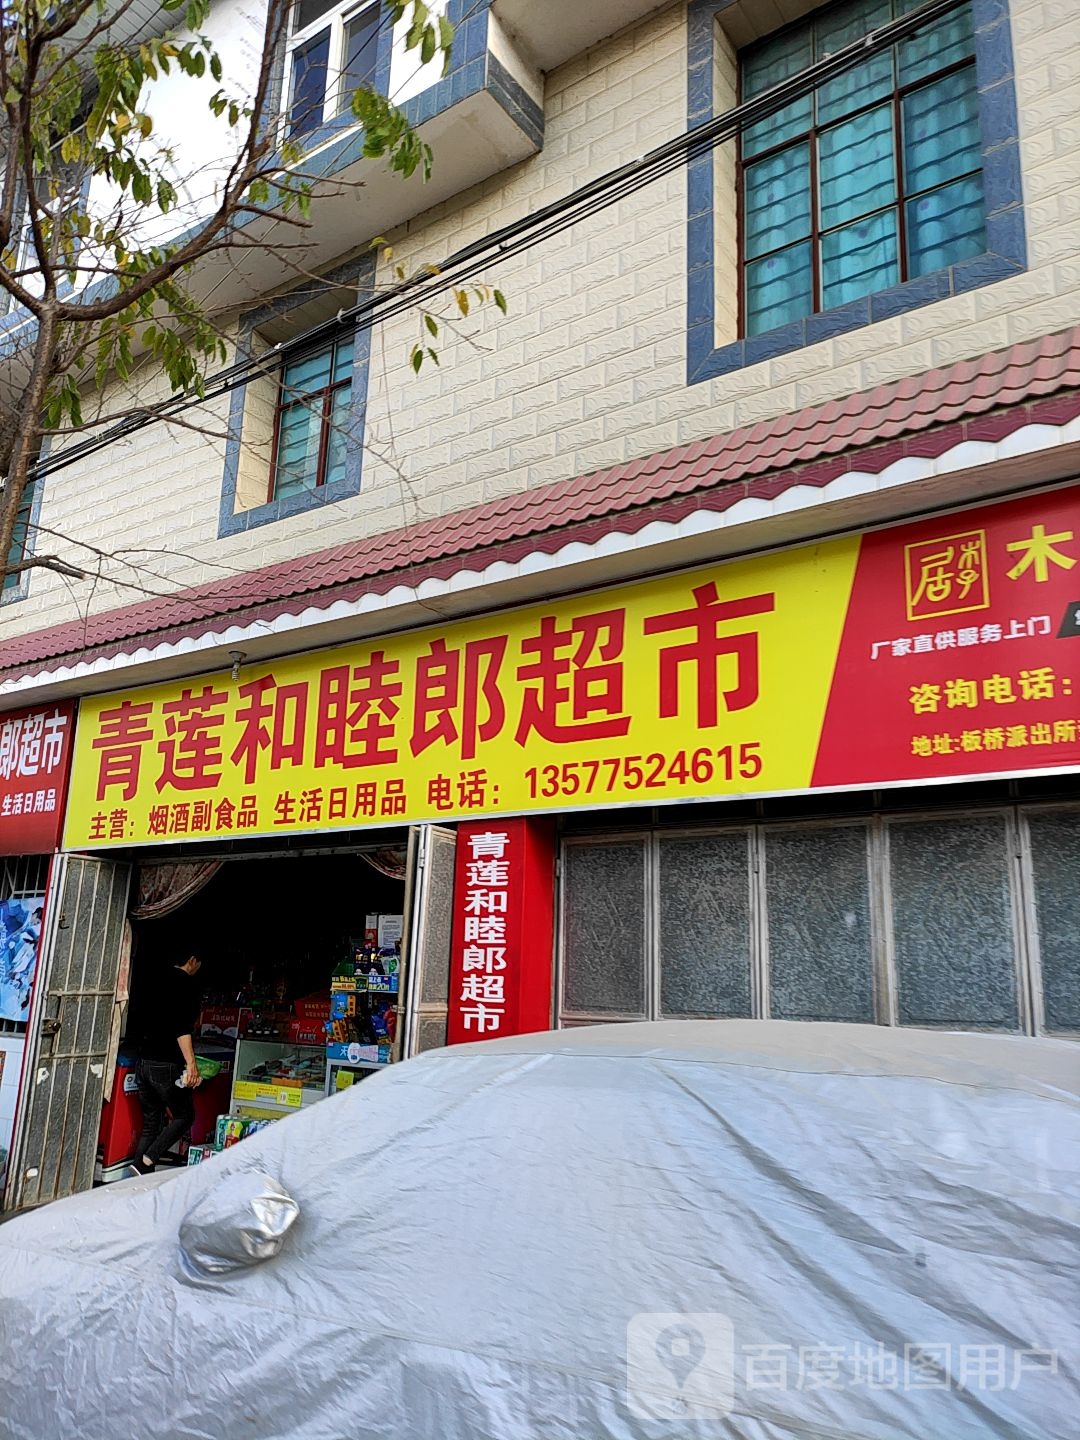 郎超市
生活日用品
青莲和睦郎超市
主营：烟酒副食品 生活日用品 电话：13577524615
木
厂家直供服务上门
咨询电话：
地址:板桥派出所
青莲和睦郎超市
百度地图用户